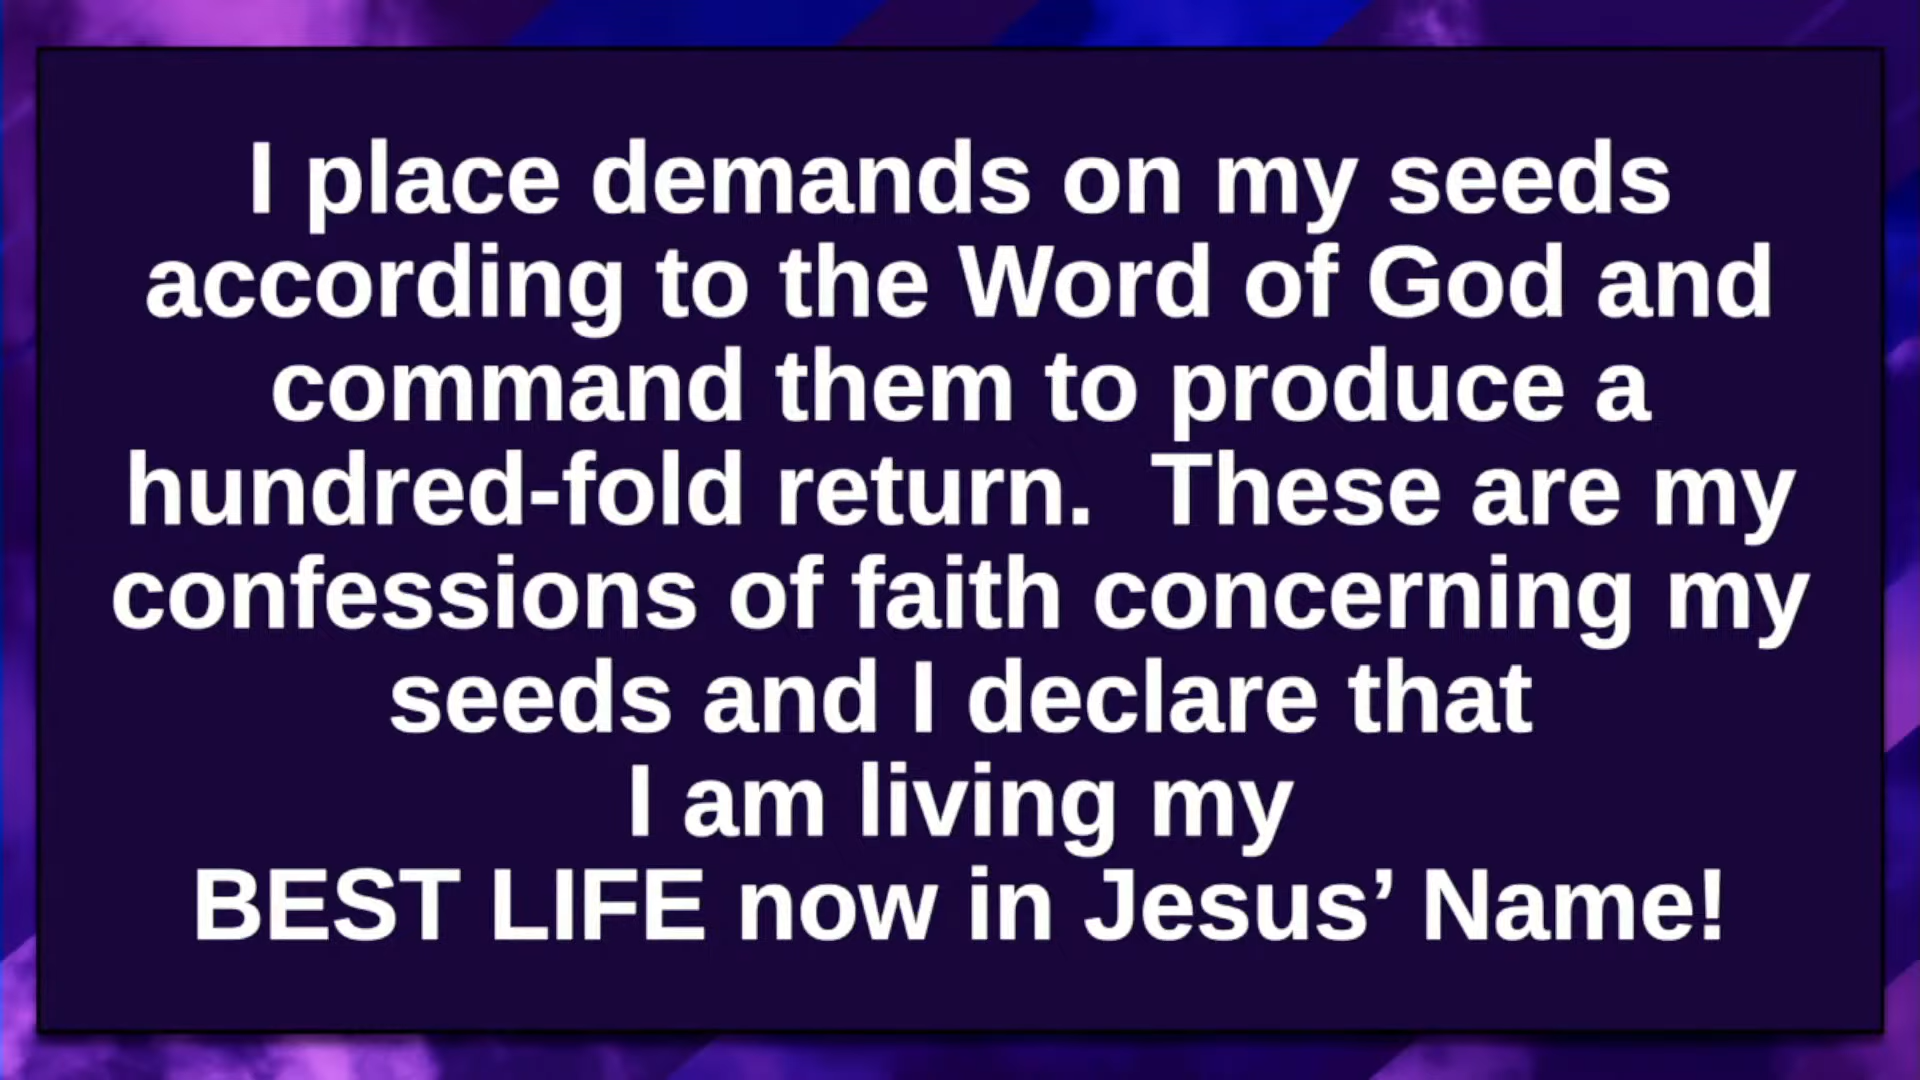 I place demands on my seeds
according to the Word of God and
command them to produce a
hundred-fold return.  These are my
confessions of faith concerning my
seeds and I declare that
I am living my
BEST LIFE now in Jesus’ Name!